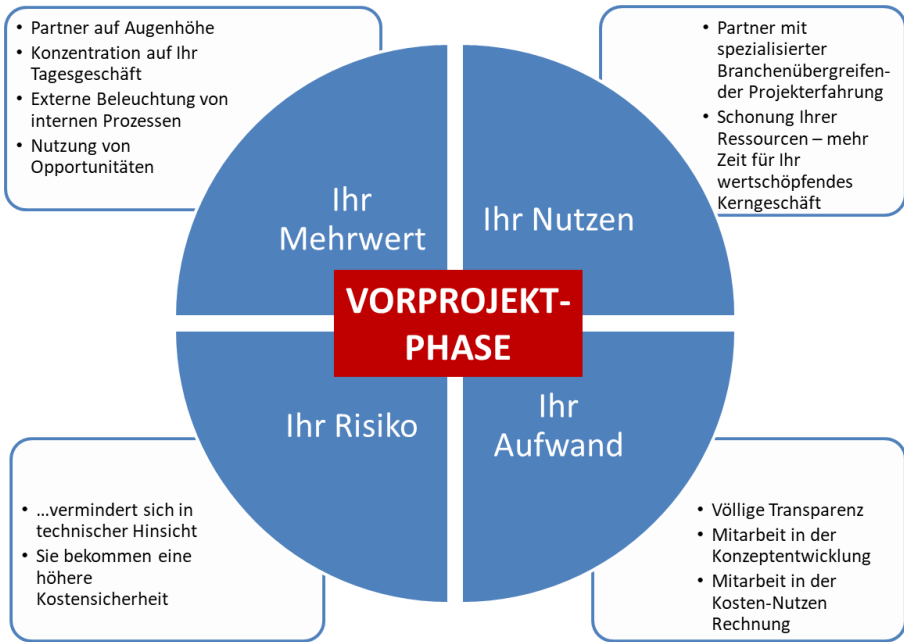 • Partner auf Augenhöhe
• Konzentration auf Ihr
Tagesgeschäft
• Externe Beleuchtung von
internen Prozessen
• Nutzung von
Opportunitäten
• Partner mit
spezialisierter
Branchenübergreifen-
der Projekterfahrung
• Schonung Ihrer
Ressourcen – mehr
Zeit für Ihr
wertschöpfendes
Kerngeschäft
Ihr
Mehrwert
Ihr Nutzen
VORPROJEKT-
PHASE
Ihr Risiko
Ihr
Aufwand
• ...vermindert sich in
technischer Hinsicht
• Sie bekommen eine
höhere
Kostensicherheit
• Völlige Transparenz
• Mitarbeit in der
Konzeptentwicklung
• Mitarbeit in der
Kosten-Nutzen
Rechnung